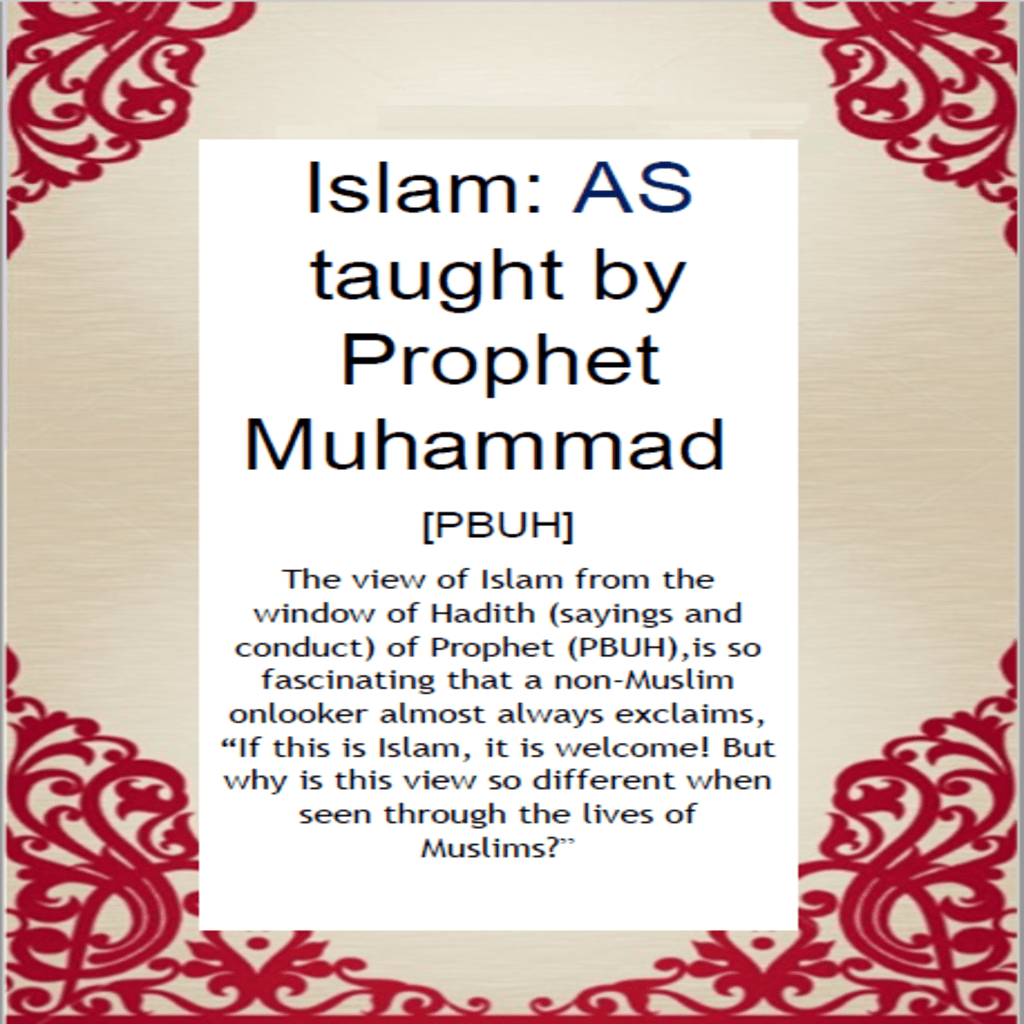 Islam: AS
taught by
Prophet
Muhammad
[PBUH]
The view of Islam from the
window of Hadith (sayings and
conduct) of Prophet (PBUH),is so
fascinating that a non-Muslim
onlooker almost always exclaims,
“If this is Islam, it is welcome! But
why is this view so different when
seen through the lives of
Muslims?”